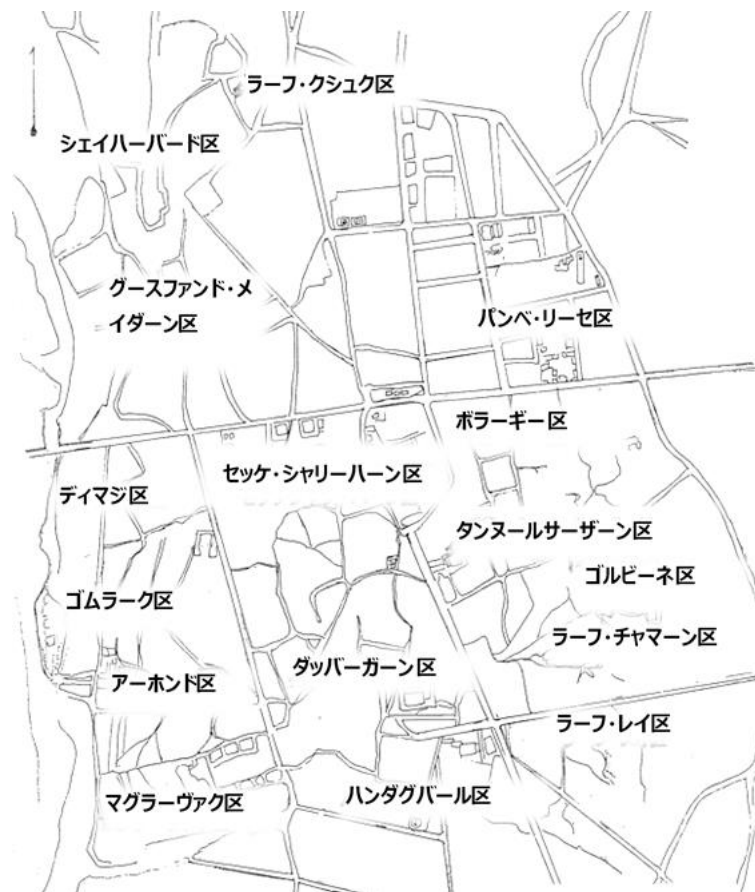 ラーフ・クシュク区
シェイハーバード区
グースファンド・メ
イダーン区
パンベ・リーセ区
ボラーギー区
セッケ・シャリーハーン区
ディマジ区
タンヌールサーザーン区
ゴルビーネ区
ゴムラーク区
ラーフ・チャマーン区
ダッバーガーン区
アーホンド区
ラーフ・レイ区
ハンダグバール区
マグラーヴァク区